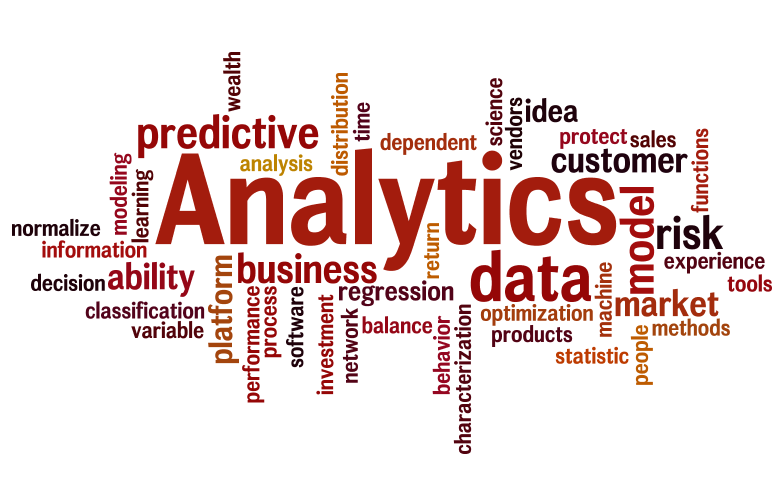 wealth
distribution
time
science
vendors
idea
predictive
dependent
protect
sales
functions
analysis
customer
modeling
learning
Analytics
model
normalize
return
risk
information
experience
decision
ability
platform
business
data
tools
machine
classification
performance
process
software
regression
optimization
market
variable
investment
network
balance
behavior
characterization
products
people
methods
statistic